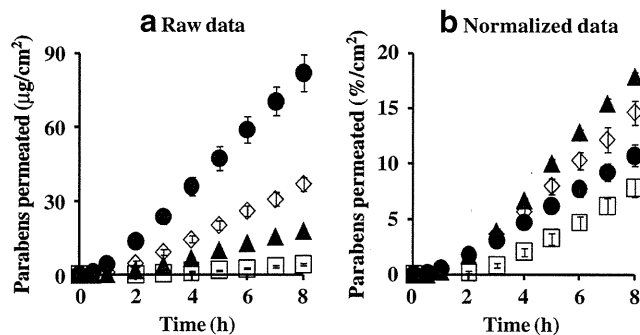 a Raw data
Parabens permeated (µg/cm²)
90
60
30
0
0 2 4 6 8
Time (h)
b Normalized data
Parabens permeated (%/cm²)
20
15
10
5
0
0 2 4 6 8
Time (h)